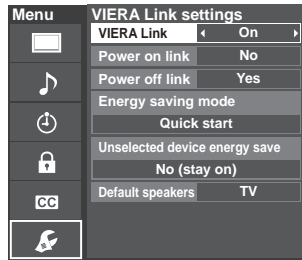 Menu
VIERA Link settings
VIERA Link On
Power on link No
Power off link Yes
Energy saving mode
Quick start
Unselected device energy save
No (stay on)
Default speakers TV
CC